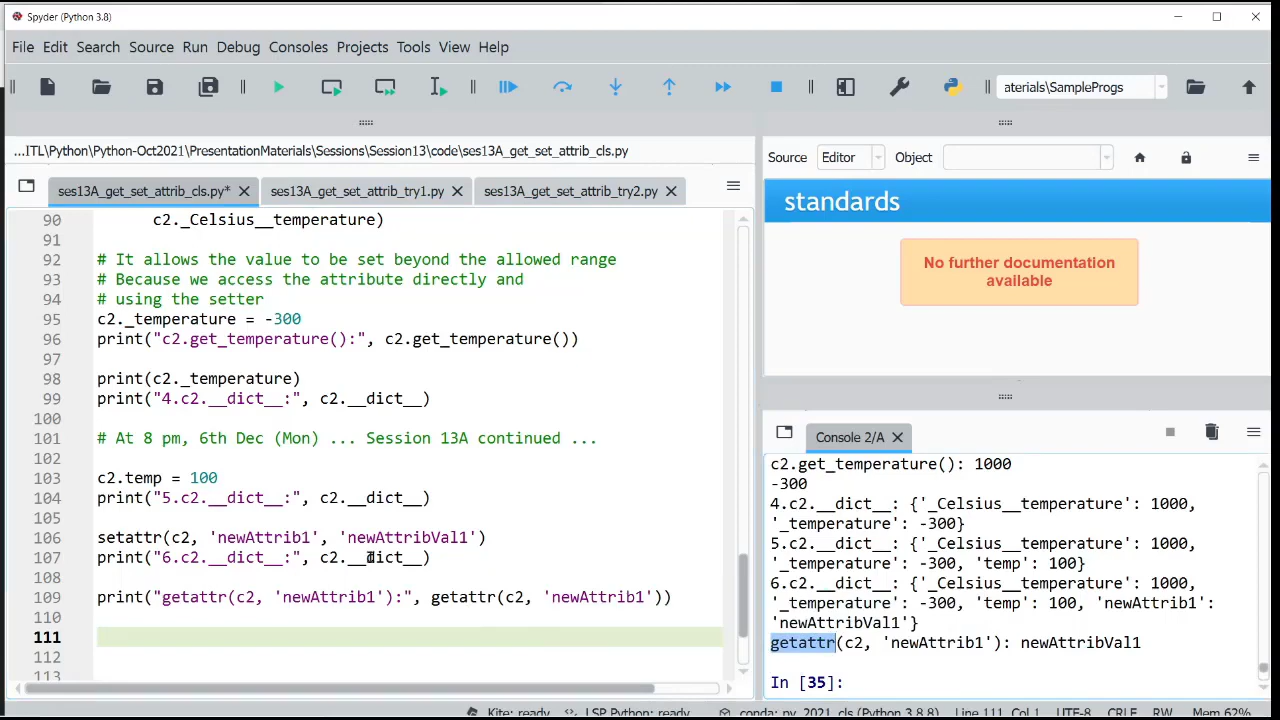 Spyder (Python 3.8)
File Edit Search Source Run Debug Consoles Projects Tools View Help
aterials\SampleProgs
...ITL\Python\Python-Oct2021\PresentationMaterials\Sessions\Session13\code\ses13A_get_set_attrib_cls.py
ses13A_get_set_attrib_cls.py* ses13A_get_set_attrib_try1.py ses13A_get_set_attrib_try2.py
90 c2._Celsius__temperature)
91
92 # It allows the value to be set beyond the allowed range
93 # Because we access the attribute directly and
94 # using the setter
95 c2._temperature = -300
96 print("c2.get_temperature():", c2.get_temperature())
97
98 print(c2._temperature)
99 print("4.c2.__dict__:", c2.__dict__)
100
101 # At 8 pm, 6th Dec (Mon) ... Session 13A continued ...
102
103 c2.temp = 100
104 print("5.c2.__dict__:", c2.__dict__)
105
106 setattr(c2, 'newAttrib1', 'newAttribVal1')
107 print("6.c2.__dict__:", c2.__dict__)
108
109 print("getattr(c2, 'newAttrib1'):", getattr(c2, 'newAttrib1'))
110
111
112
113
Source Editor Object
standards
No further documentation
available
Console 2/A
c2.get_temperature(): 1000
-300
4.c2.__dict__: {'_Celsius__temperature': 1000,
'_temperature': -300}
5.c2.__dict__: {'_Celsius__temperature': 1000,
'_temperature': -300, 'temp': 100}
6.c2.__dict__: {'_Celsius__temperature': 1000,
'_temperature': -300, 'temp': 100, 'newAttrib1':
'newAttribVal1'}
getattr(c2, 'newAttrib1'): newAttribVal1
In [35]:
Kite: ready LSP Python: ready conda: py_2021_cls (Python 3.8.8) Line 111, Col 1 UTF-8 CRLF RW Mem 62%